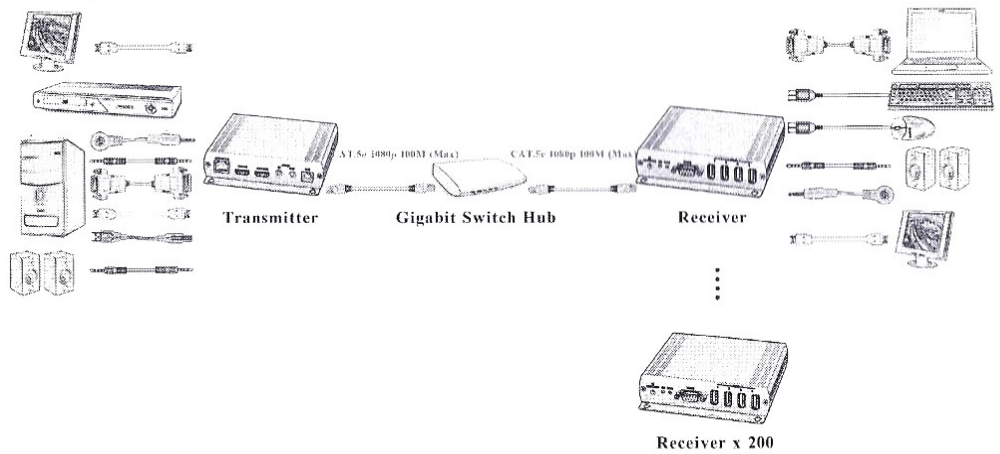 AT.5e 1080p 100M (Max)
CAT.5e 1080p 100M (Max
Transmitter
Gigabit Switch Hub
Receiver
Receiver x 200